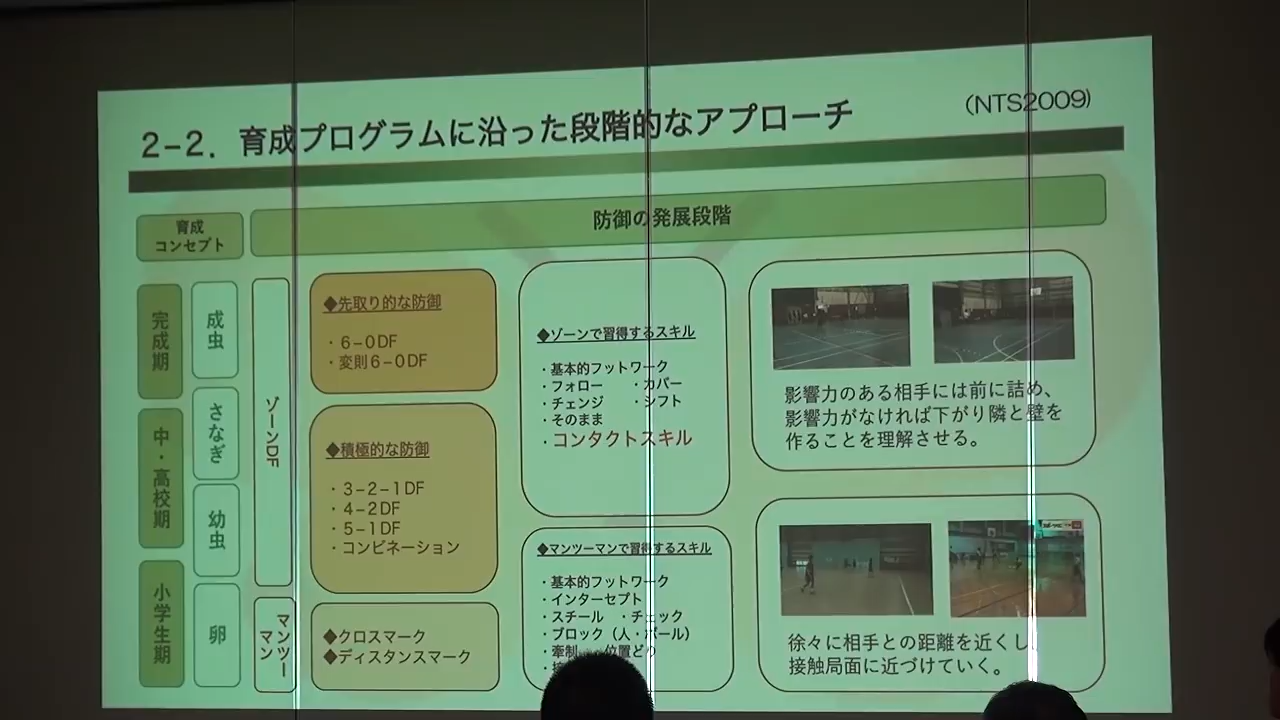 2−2．育成プログラムに沿った段階的なアプローチ
(NTS2009)
育成
コンセプト
防御の発展段階
完成期
中・高校期
小学生期
成虫
さなぎ
幼虫
卵
ゾーンDF
マンツー
マン
◆先取り的な防御
・６−０DF
・変則６−０DF
◆積極的な防御
・３−２−１DF
・４−２DF
・５−１DF
・コンビネーション
◆クロスマーク
◆ディスタンスマーク
◆ゾーンで習得するスキル
・基本的フットワーク
・フォロー　・カバー
・チェンジ　・シフト
・そのまま
・コンタクトスキル
◆マンツーマンで習得するスキル
・基本的フットワーク
・インターセプト
・スチール　・チェック
・ブロック（人・ボール）
・牽制　位置ど
影響力のある相手には前に詰め、
影響力がなければ下がり隣と壁を
作ることを理解させる。
徐々に相手との距離を近くし
接触局面に近づけていく。